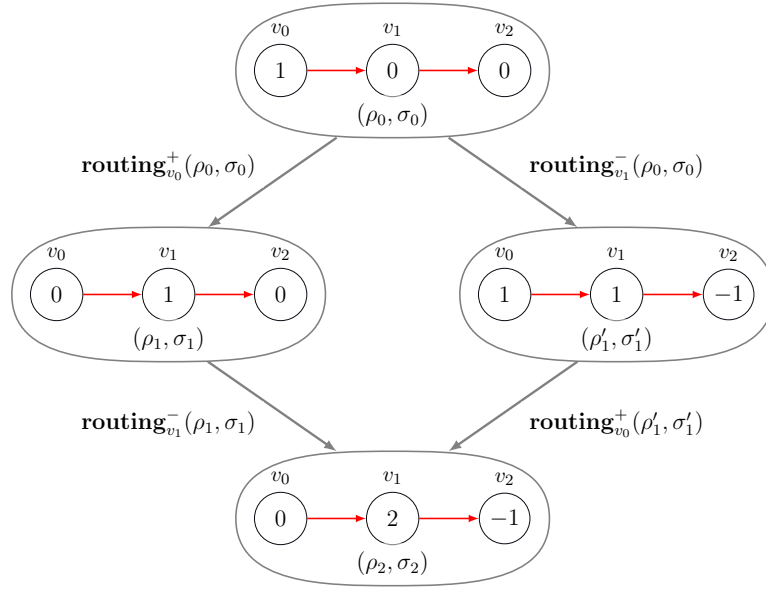 v₀ v₁ v₂
1 0 0
(ρ₀, σ₀)
routing⁺_{v₀}(ρ₀, σ₀) routing⁻_{v₁}(ρ₀, σ₀)
v₀ v₁ v₂ v₀ v₁ v₂
0 1 0 1 1 −1
(ρ₁, σ₁) (ρ′₁, σ′₁)
routing⁻_{v₁}(ρ₁, σ₁) routing⁺_{v₀}(ρ′₁, σ′₁)
v₀ v₁ v₂
0 2 −1
(ρ₂, σ₂)